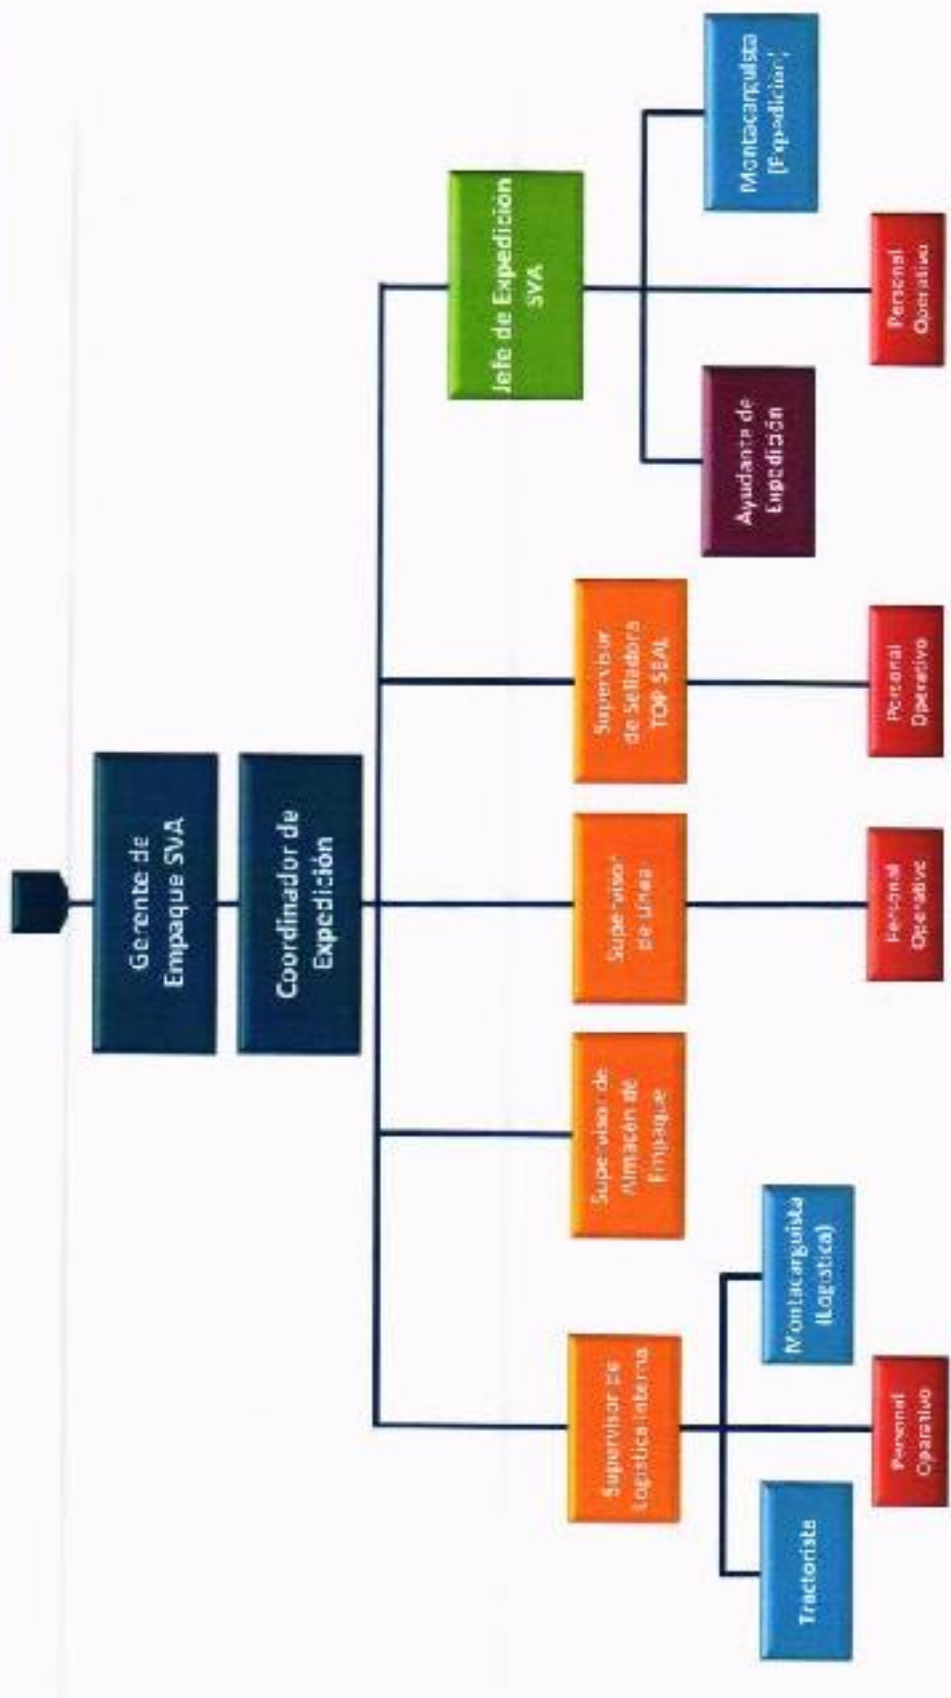 Gerente de
Empaque SVA
Coordinador de
Expedición
Jefe de Expedición
SVA
Supervisor de
Logística Interna
Supervisor de
Almacén de
Empaque
Supervisor
de Línea
Supervisor
de Selladora
TOP SEAL
Ayudante de
Expedición
Montacarguista
(Expedición)
Tractorista
Montacarguista
(Logística)
Personal
Operativo
Personal
Operativo
Personal
Operativo
Personal
Operativo